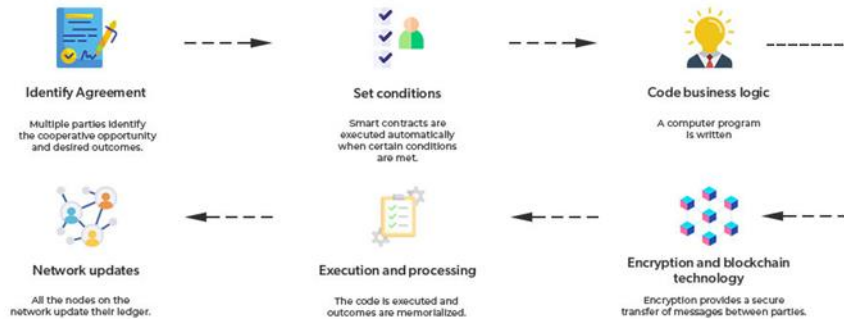 Identify Agreement
Multiple parties identify
the cooperative opportunity
and desired outcomes.
Set conditions
Smart contracts are
executed automatically
when certain conditions
are met.
Code business logic
A computer program
is written
Encryption and blockchain
technology
Encryption provides a secure
transfer of messages between parties.
Execution and processing
The code is executed and
outcomes are memorialized.
Network updates
All the nodes on the
network update their ledger.